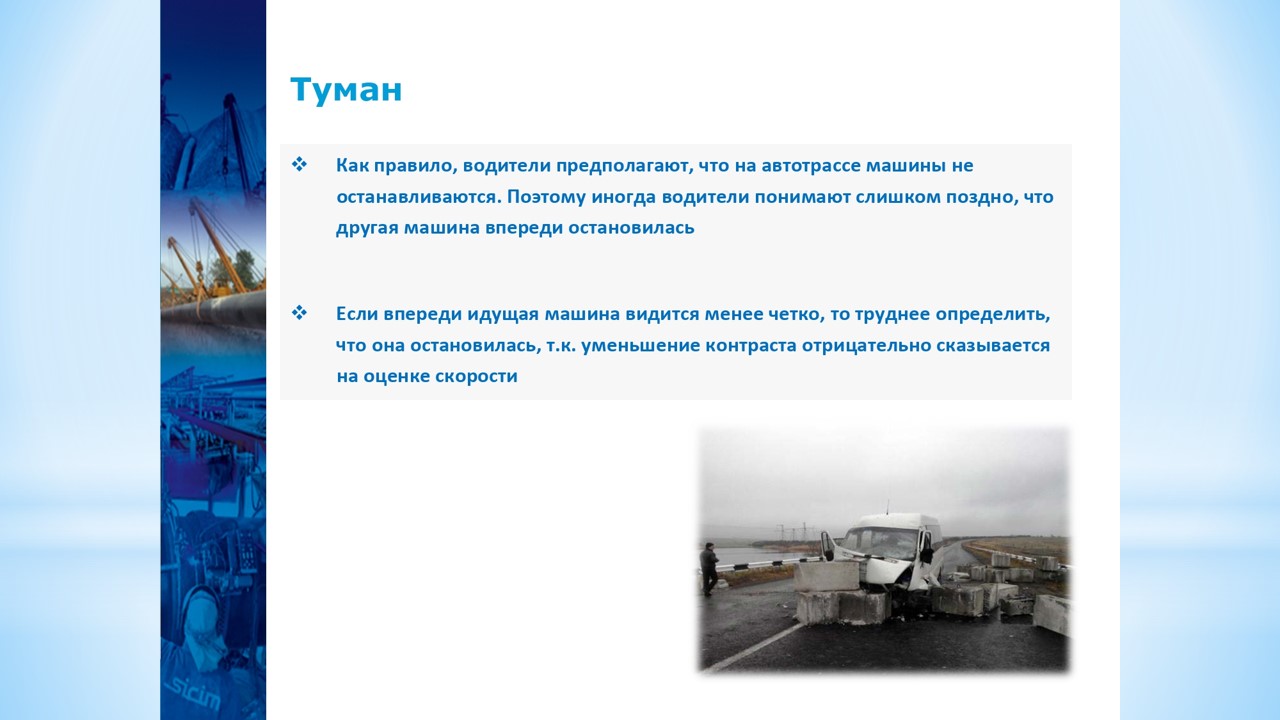 Туман
❖ Как правило, водители предполагают, что на автотрассе машины не
останавливаются. Поэтому иногда водители понимают слишком поздно, что
другая машина впереди остановилась
❖ Если впереди идущая машина видится менее четко, то труднее определить,
что она остановилась, т.к. уменьшение контраста отрицательно сказывается
на оценке скорости
sicim